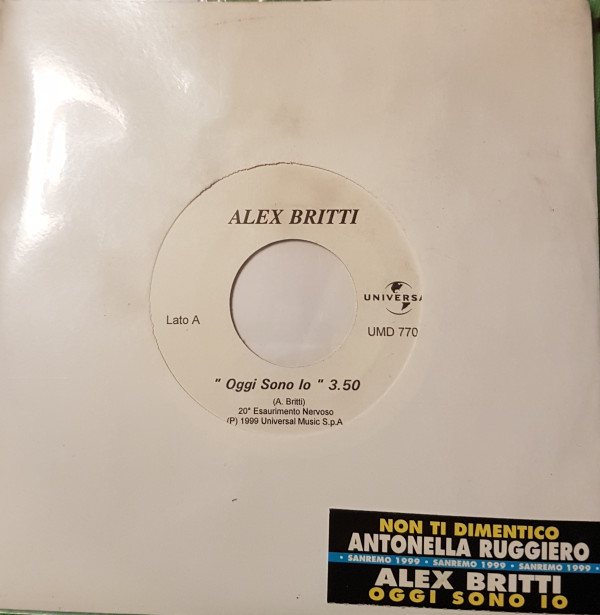 ALEX BRITTI
UNIVERSA
Lato A
UMD 770
" Oggi Sono Io " 3.50
(A. Britti)
20" Esaurimento Nervoso
(P) 1999 Universal Music S.p.A
NON TI DIMENTICO
ANTONELLA RUGGIERO
• SANREMO 1999 • SANREMO 1999 • SANREMO 1999 •
ALEX BRITTI
OGGI SONO IO